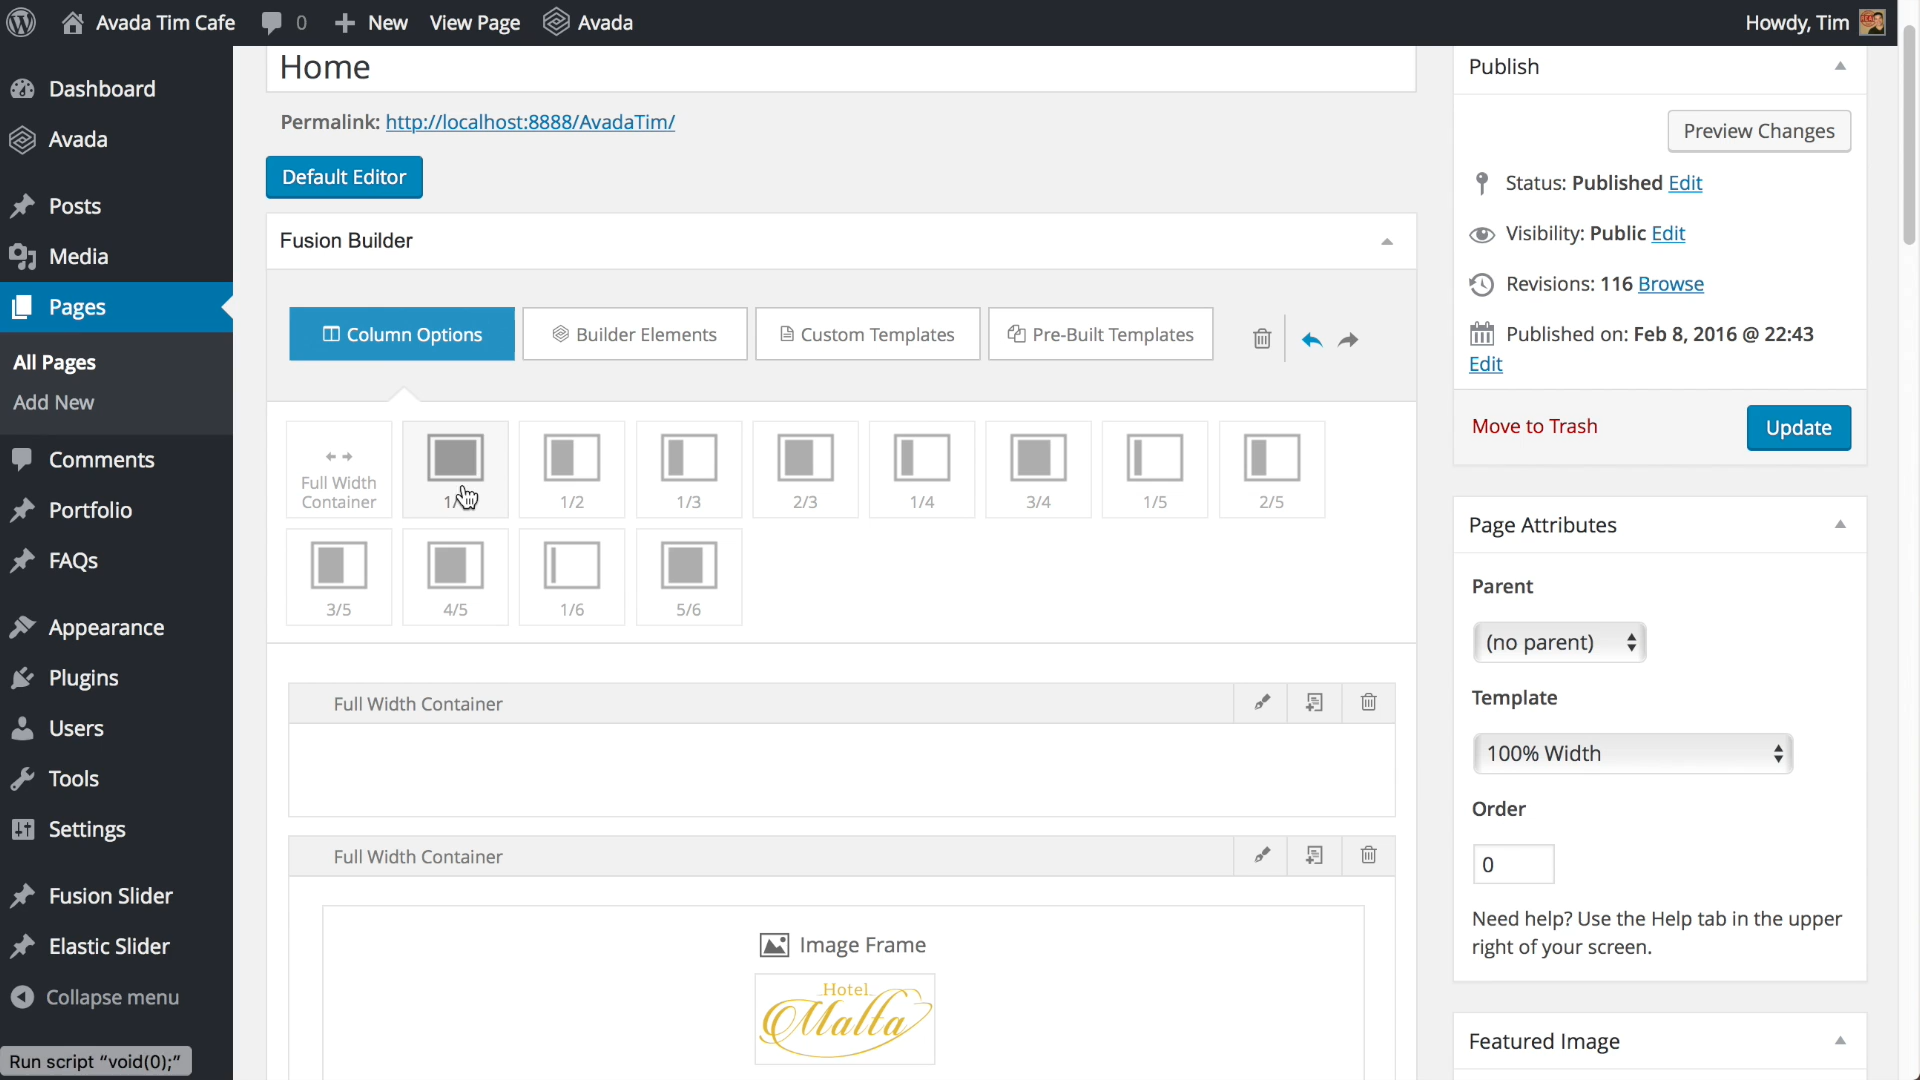 Avada Tim Cafe 0 New View Page Avada Howdy, Tim
Dashboard
Avada
Posts
Media
Pages
All Pages
Add New
Comments
Portfolio
FAQs
Appearance
Plugins
Users
Tools
Settings
Fusion Slider
Elastic Slider
Collapse menu
Run script “void(0);”
Home
Permalink: http://localhost:8888/AvadaTim/
Default Editor
Fusion Builder
Column Options Builder Elements Custom Templates Pre-Built Templates
Full Width
Container
1/2 1/3 2/3 1/4 3/4 1/5 2/5
3/5 4/5 1/6 5/6
Full Width Container
Full Width Container
Image Frame
Hotel
Malta
Publish
Preview Changes
Status: Published Edit
Visibility: Public Edit
Revisions: 116 Browse
Published on: Feb 8, 2016 @ 22:43
Edit
Move to Trash Update
Page Attributes
Parent
(no parent)
Template
100% Width
Order
0
Need help? Use the Help tab in the upper
right of your screen.
Featured Image